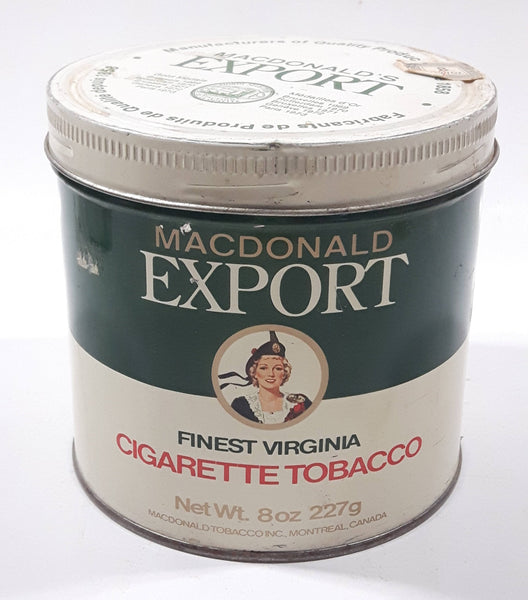 Manufacturers of Quality
MACDONALD'S
EXPORT
Fabricants de Produits de Qualité
MACDONALD
EXPORT
FINEST VIRGINIA
CIGARETTE TOBACCO
Net Wt. 8 oz 227g
MACDONALD TOBACCO INC., MONTREAL, CANADA